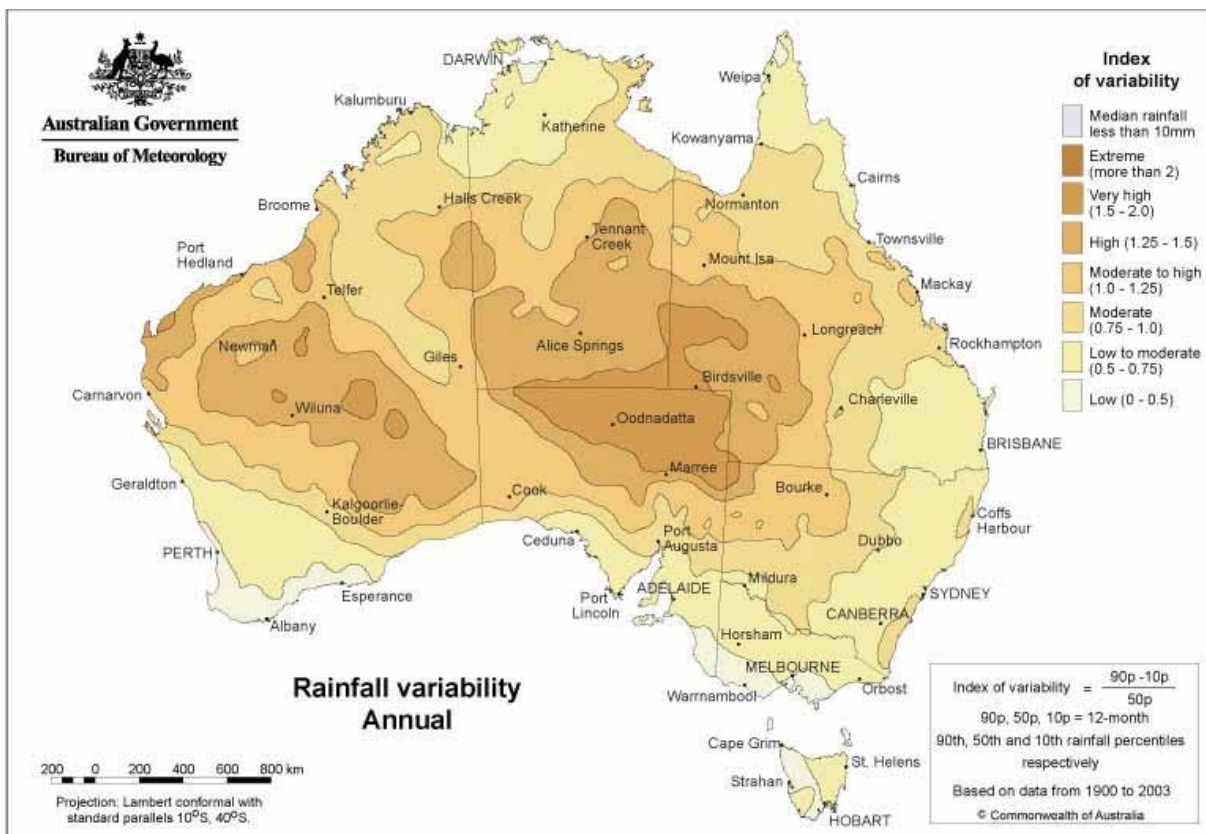 Australian Government
Bureau of Meteorology
DARWIN
Weipa
Kalumburu
Katherine
Kowanyama
Cairns
Broome
Halls Creek
Normanton
Port
Hedland
Tennant
Creek
Townsville
Mount Isa
Mackay
Telfer
Longreach
Newman
Giles
Alice Springs
Rockhampton
Birdsville
Carnarvon
Wiluna
Charleville
Oodnadatta
BRISBANE
Marree
Geraldton
Bourke
Kalgoorlie-
Boulder
Cook
Coffs
Harbour
Ceduna
Port
Augusta
Dubbo
PERTH
Esperance
Port
Lincoln
ADELAIDE
Mildura
SYDNEY
Albany
CANBERRA
Horsham
MELBOURNE
Warrnambool
Orbost
Cape Grim
St. Helens
Strahan
HOBART
Index
of variability
Median rainfall
less than 10mm
Extreme
(more than 2)
Very high
(1.5 - 2.0)
High (1.25 - 1.5)
Moderate to high
(1.0 - 1.25)
Moderate
(0.75 - 1.0)
Low to moderate
(0.5 - 0.75)
Low (0 - 0.5)
Rainfall variability
Annual
200 0 200 400 600 800 km
Projection: Lambert conformal with
standard parallels 10°S, 40°S.
Index of variability = 90p -10p
50p
90p, 50p, 10p = 12-month
90th, 50th and 10th rainfall percentiles
respectively
Based on data from 1900 to 2003
© Commonwealth of Australia